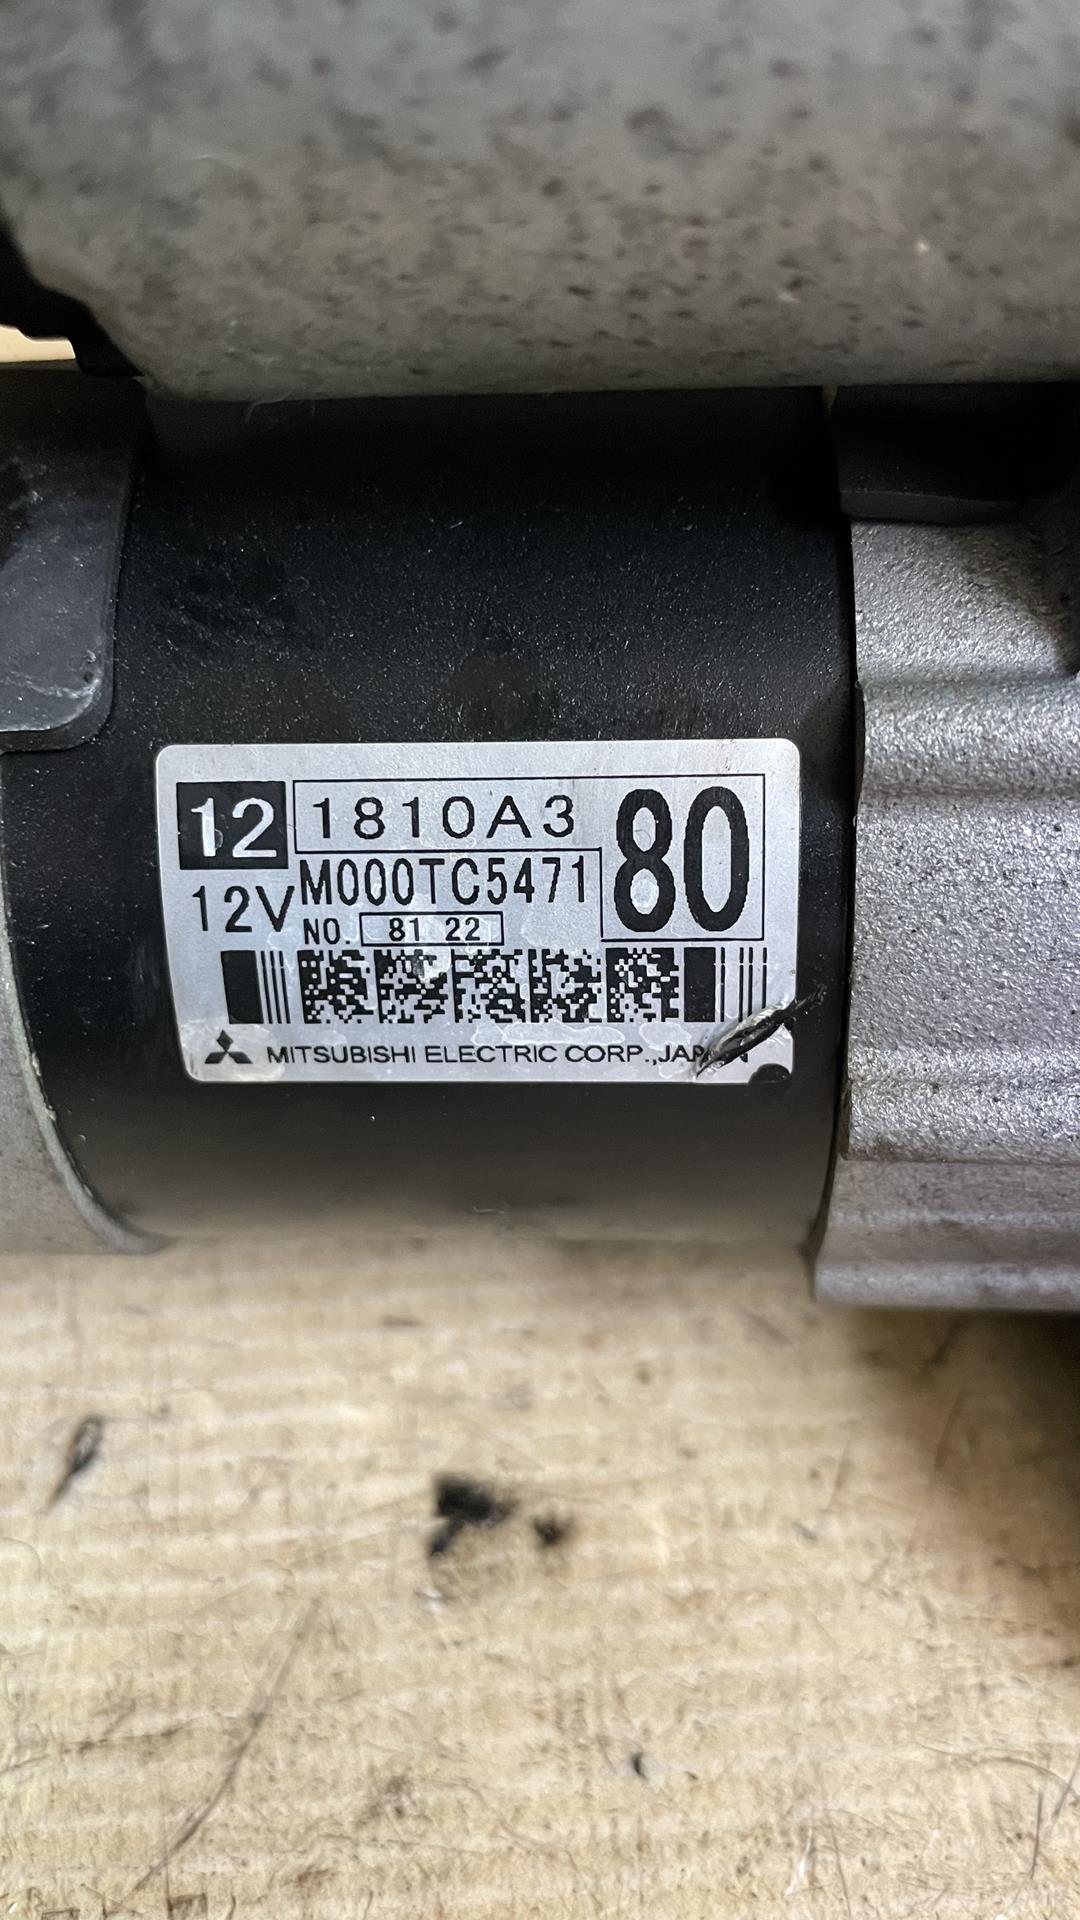 12 1810A3 80
12V M000TC5471
NO. 81 22
MITSUBISHI ELECTRIC CORP.,JAPAN